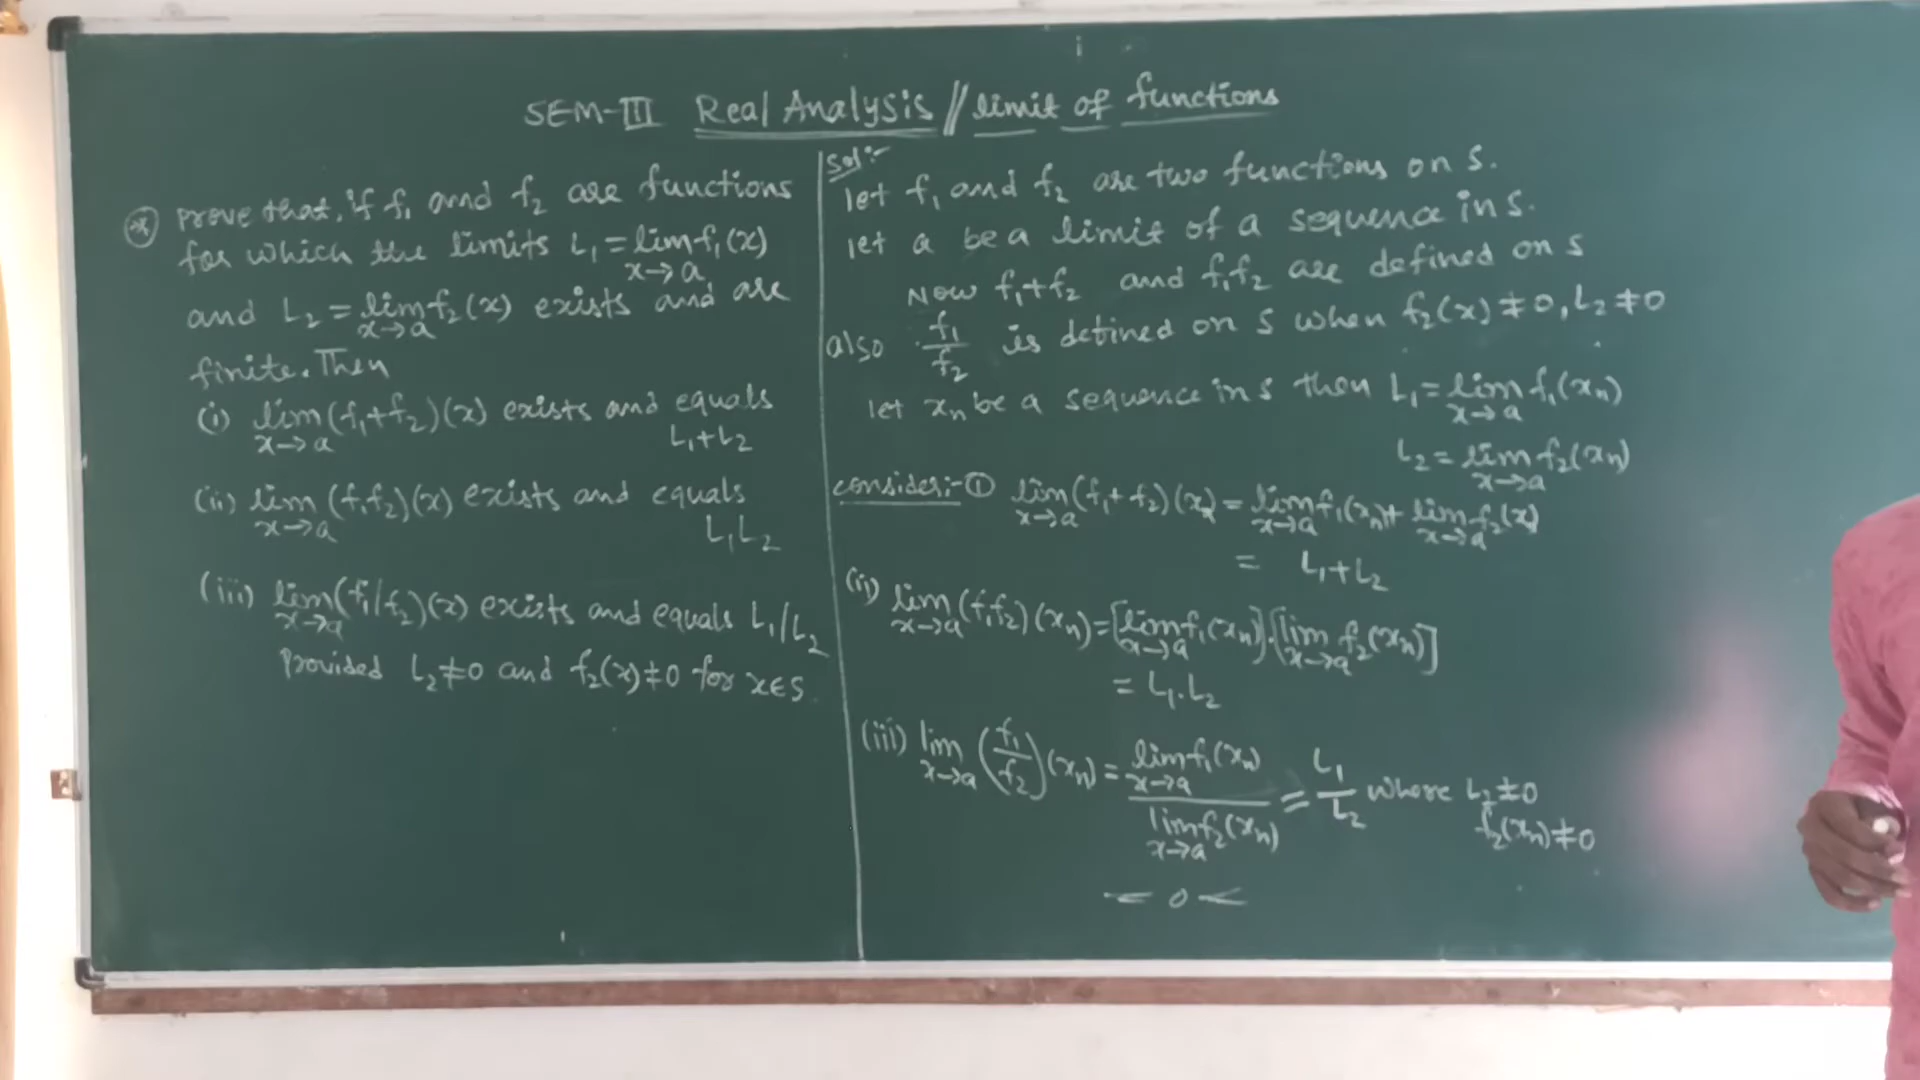 SEM-III Real Analysis // limit of functions
(*) Prove that, if f₁ and f₂ are functions
for which the limits L₁ = lim f₁(x)
x→a
and L₂ = lim f₂(x) exists and are
x→a
finite. Then
(i) lim (f₁+f₂)(x) exists and equals
x→a L₁+L₂
(ii) lim (f₁f₂)(x) exists and equals
x→a L₁L₂
(iii) lim (f₁/f₂)(x) exists and equals L₁/L₂
x→a
Provided L₂≠0 and f₂(x)≠0 for x∈S.
Sol:-
let f₁ and f₂ are two functions on S.
let a be a limit of a sequence in S.
Now f₁+f₂ and f₁f₂ are defined on S
also f₁/f₂ is defined on S when f₂(x)≠0, L₂≠0
let xₙ be a sequence in S then L₁ = lim f₁(xₙ)
x→a
L₂ = lim f₂(xₙ)
x→a
consider:- ① lim (f₁+f₂)(x) = lim f₁(xₙ) + lim f₂(x)
x→a x→a x→a
= L₁+L₂
(ii) lim (f₁f₂)(xₙ) = [lim f₁(xₙ)].[lim f₂(xₙ)]
x→a x→a x→a
= L₁.L₂
(iii) lim (f₁/f₂)(xₙ) = lim f₁(xₙ) / lim f₂(xₙ) = L₁/L₂ where L₂≠0
x→a x→a x→a f₂(xₙ)≠0
— 0 —